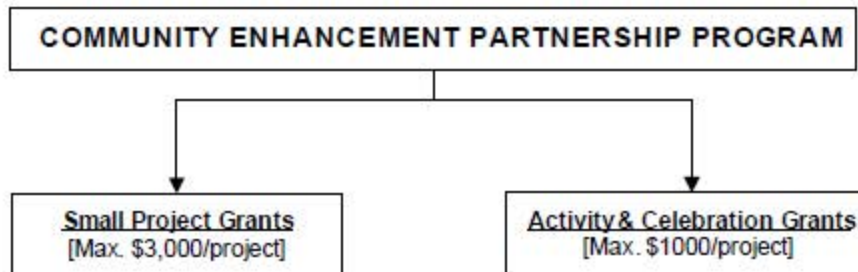 COMMUNITY ENHANCEMENT PARTNERSHIP PROGRAM
Small Project Grants
[Max. $3,000/project]
Activity & Celebration Grants
[Max. $1000/project]